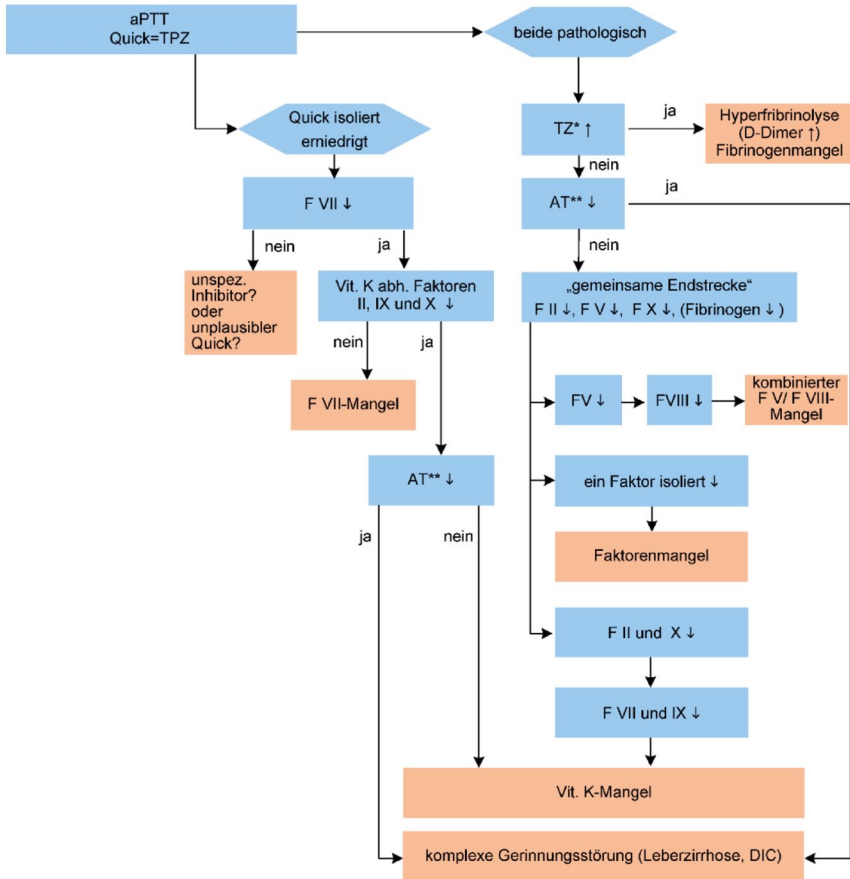 aPTT
Quick=TPZ
beide pathologisch
Quick isoliert
erniedrigt
TZ* ↑
ja
Hyperfibrinolyse
(D-Dimer ↑)
Fibrinogenmangel
nein
ja
F VII ↓
AT** ↓
nein
ja
nein
unspez.
Inhibitor?
oder
unplausibler
Quick?
Vit. K abh. Faktoren
II, IX und X ↓
„gemeinsame Endstrecke“
F II ↓, F V ↓, F X ↓, (Fibrinogen ↓ )
nein
ja
F VII-Mangel
FV ↓
FVIII ↓
kombinierter
F V/ F VIII-
Mangel
AT** ↓
ein Faktor isoliert ↓
ja
nein
Faktorenmangel
F II und X ↓
F VII und IX ↓
Vit. K-Mangel
komplexe Gerinnungsstörung (Leberzirrhose, DIC)